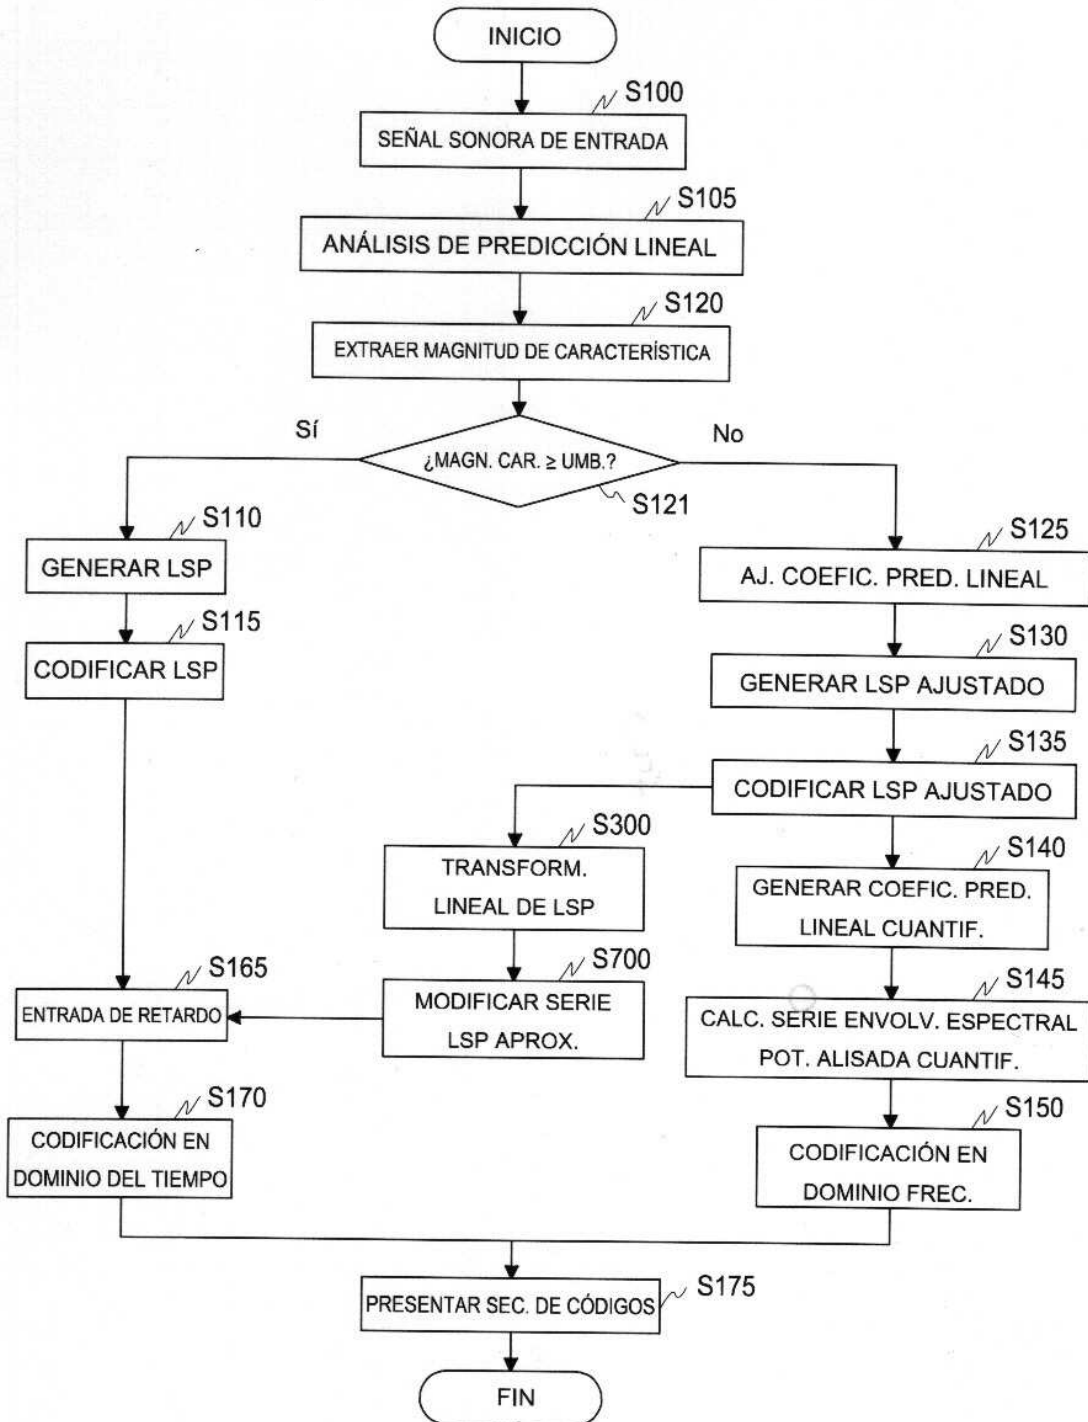 INICIO
S100
SEÑAL SONORA DE ENTRADA
S105
ANÁLISIS DE PREDICCIÓN LINEAL
S120
EXTRAER MAGNITUD DE CARACTERÍSTICA
Sí
No
¿MAGN. CAR. ≥ UMB.?
S121
S110
GENERAR LSP
S115
CODIFICAR LSP
S125
AJ. COEFIC. PRED. LINEAL
S130
GENERAR LSP AJUSTADO
S135
CODIFICAR LSP AJUSTADO
S300
TRANSFORM.
LINEAL DE LSP
S140
GENERAR COEFIC. PRED.
LINEAL CUANTIF.
S700
MODIFICAR SERIE
LSP APROX.
S165
ENTRADA DE RETARDO
S145
CALC. SERIE ENVOLV. ESPECTRAL
POT. ALISADA CUANTIF.
S170
CODIFICACIÓN EN
DOMINIO DEL TIEMPO
S150
CODIFICACIÓN EN
DOMINIO FREC.
S175
PRESENTAR SEC. DE CÓDIGOS
FIN